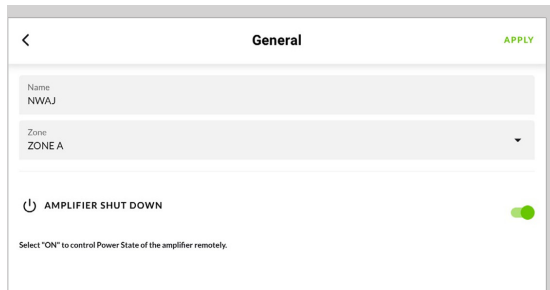 General
APPLY
Name
NWAJ
Zone
ZONE A
AMPLIFIER SHUT DOWN
Select "ON" to control Power State of the amplifier remotely.